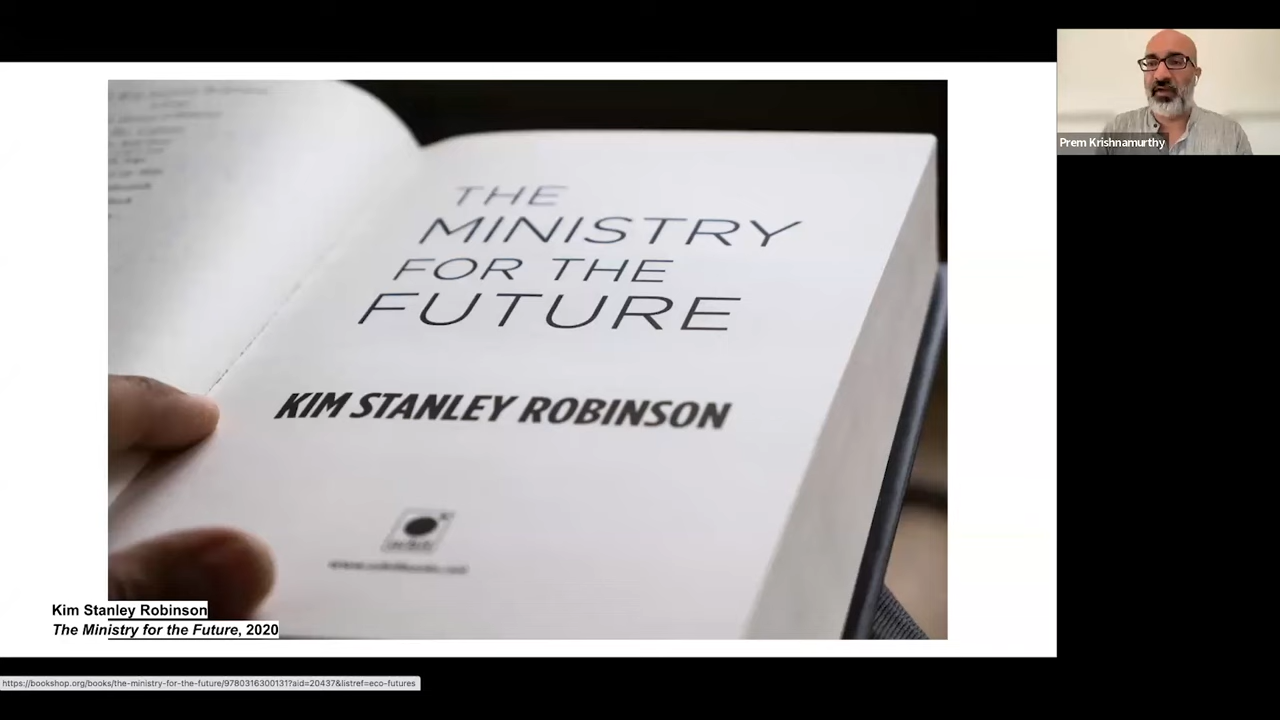 THE
MINISTRY
FOR THE
FUTURE
KIM STANLEY ROBINSON
Kim Stanley Robinson
The Ministry for the Future, 2020
https://bookshop.org/books/the-ministry-for-the-future/9780316300131?aid=20437&listref=eco-futures
Prem Krishnamurthy